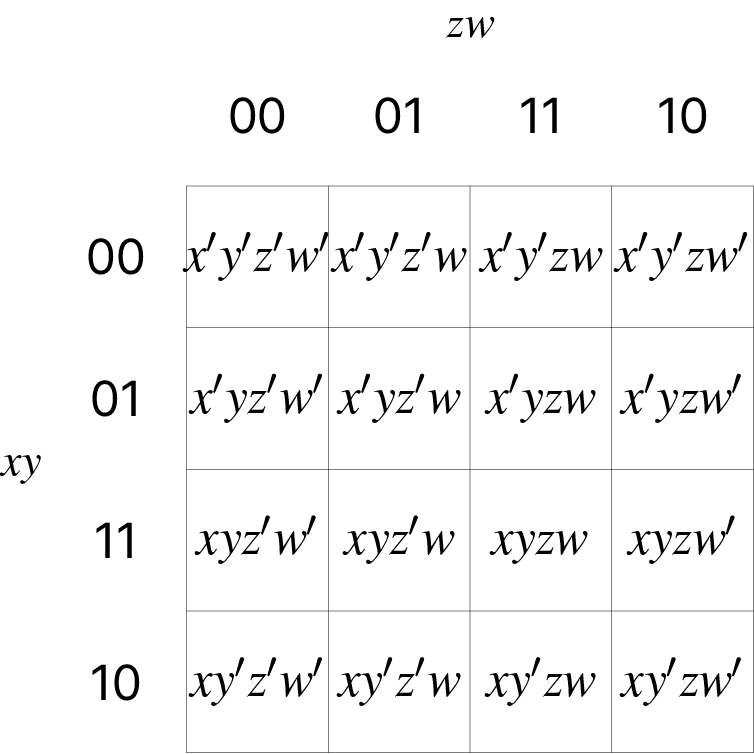 zw
00 01 11 10
00 x′y′z′w′ x′y′z′w x′y′zw x′y′zw′
01 x′yz′w′ x′yz′w x′yzw x′yzw′
xy
11 xyz′w′ xyz′w xyzw xyzw′
10 xy′z′w′ xy′z′w xy′zw xy′zw′